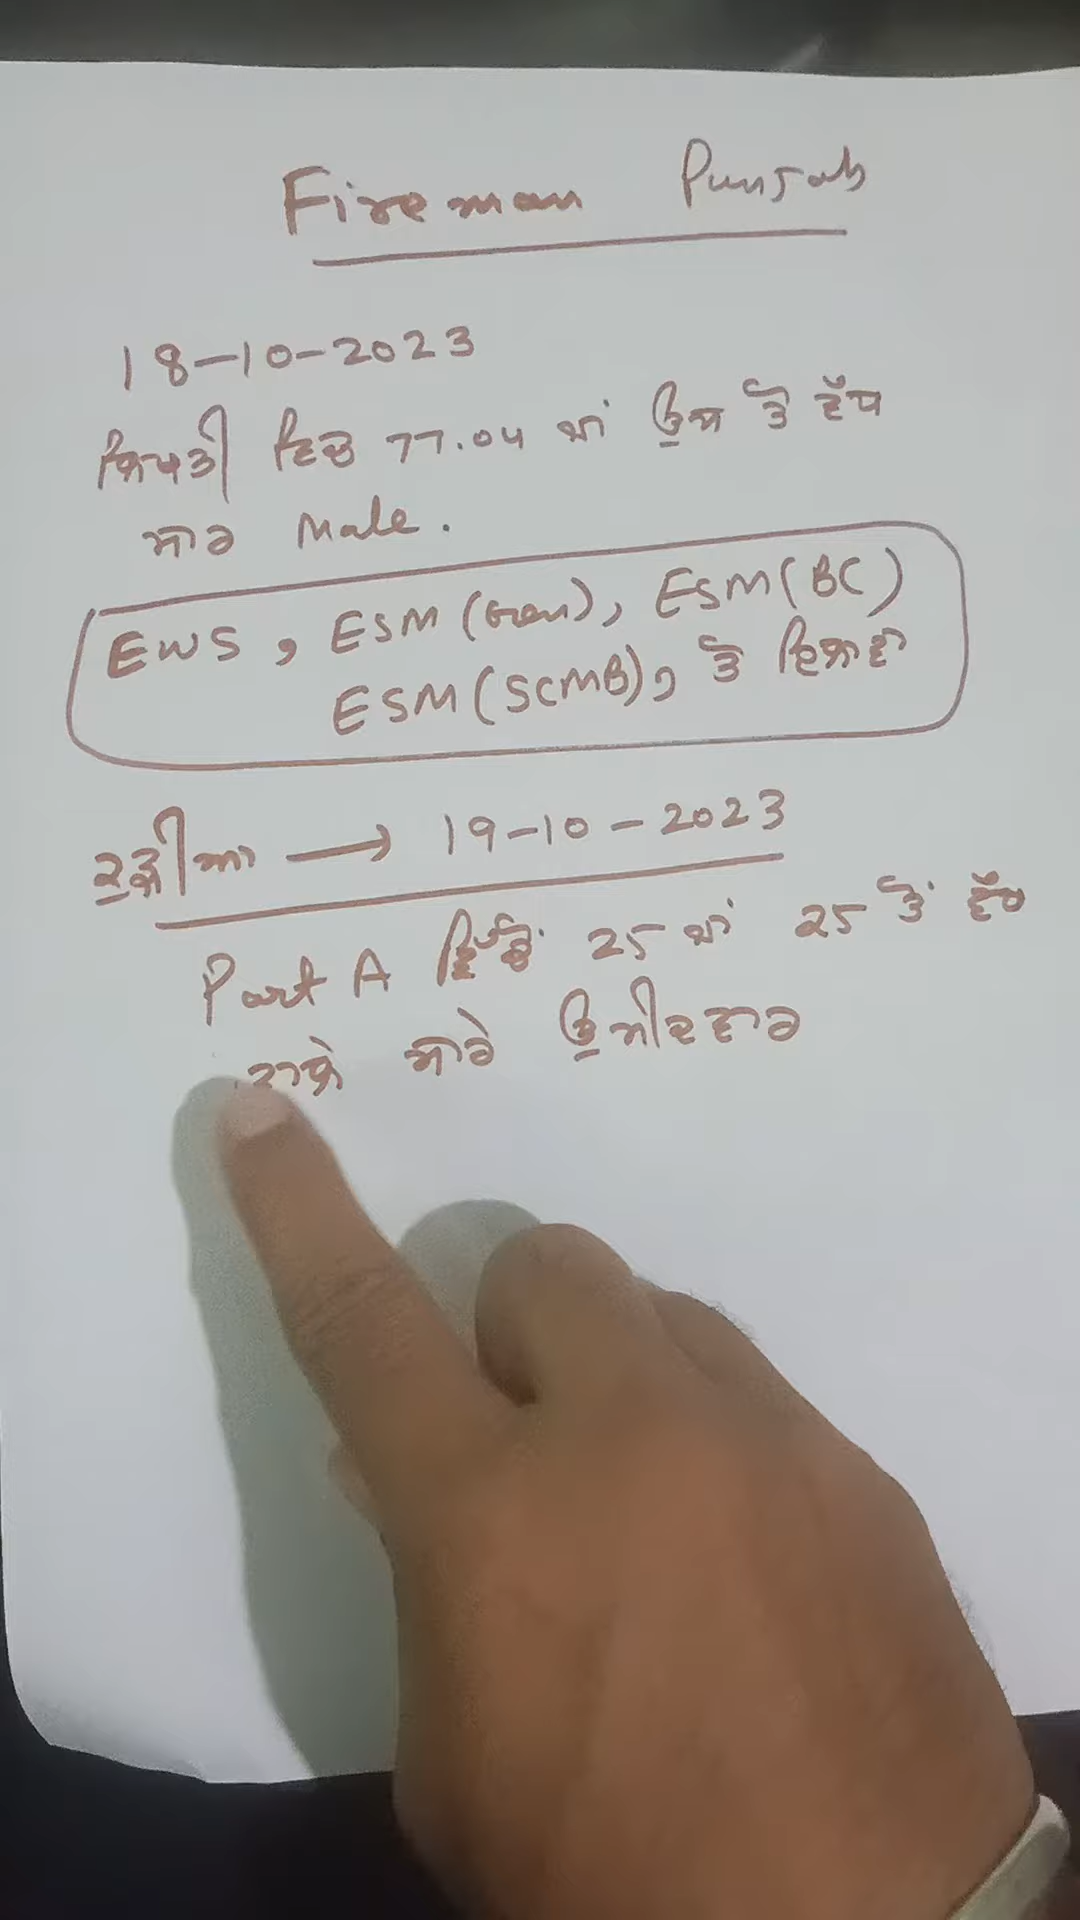 Fireman Punjab
18-10-2023
ਲਿਖਤੀ ਵਿਚ 77.04 ਯਾਂ ਉਸ ਤੋਂ ਵੱਧ
ਸਾਰੇ Male.
EWS, ESM (Gen), ESM (BC)
ESM (SCMB), ਤੋਂ ਇਲਾਵਾ
ਕੁੜੀਆਂ → 19-10-2023
Part A ਵਿੱਚੋਂ 25 ਯਾਂ 25 ਤੋਂ ਵੱਧ
ਵਾਲੇ ਸਾਰੇ ਉਮੀਦਵਾਰ